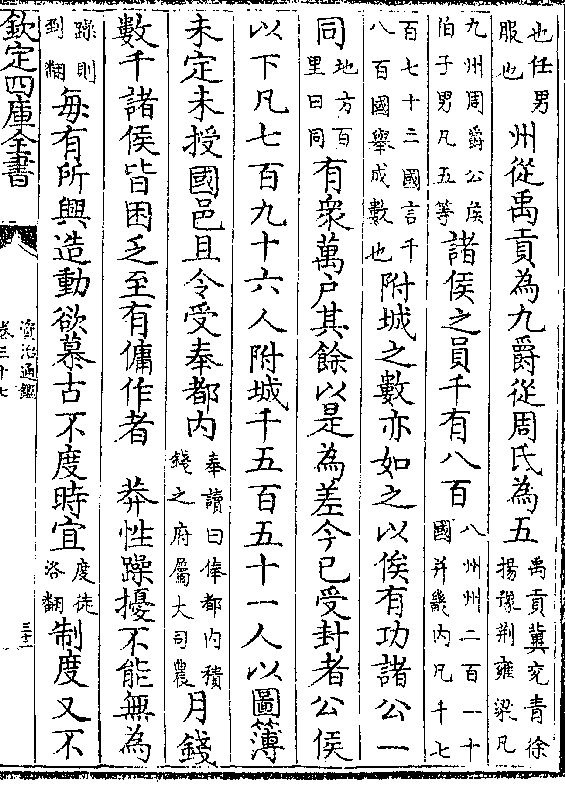 也任男
服也
州從禹貢為九爵從周氏為五
禹貢冀兖青徐
揚豫荆雍梁凡
九州周爵公侯
伯子男凡五等
諸侯之員千有八百
八州州二百一十
國并畿内凡千七
百七十三國言千
八百國舉成數也
附城之數亦如之以俟有功諸公一
同
地方百
里曰同
有衆萬户其餘以是為差今已受封者公侯
以下凡七百九十六人附城千五百五十一人以圖簿
未定未授國邑且令受奉都内
奉讀曰俸都内積
錢之府屬大司農
月錢
數千諸侯皆困乏至有傭作者 莽性躁擾不能無為
躁則
到翻
每有所興造動欲慕古不度時宜
度徒
洛翻
制度又不
欽定四庫全書
資治通鑑
卷三十七